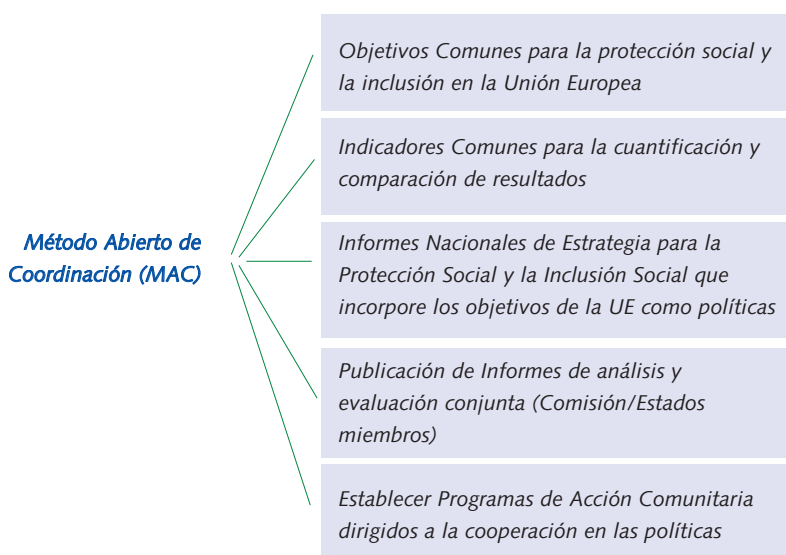 Objetivos Comunes para la protección social y
la inclusión en la Unión Europea
Indicadores Comunes para la cuantificación y
comparación de resultados
Método Abierto de
Coordinación (MAC)
Informes Nacionales de Estrategia para la
Protección Social y la Inclusión Social que
incorpore los objetivos de la UE como políticas
Publicación de Informes de análisis y
evaluación conjunta (Comisión/Estados
miembros)
Establecer Programas de Acción Comunitaria
dirigidos a la cooperación en las políticas